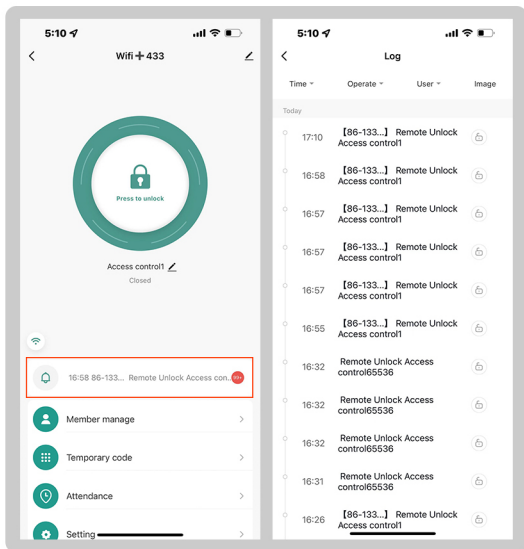 5:10
Wifi+433
Press to unlock
Access control1
Closed
16:58 86-133... Remote Unlock Access con..
99+
Member manage
Temporary code
Attendance
Setting
5:10
Log
Time Operate User Image
Today
17:10 【86-133...】 Remote Unlock
Access control1
16:58 【86-133...】 Remote Unlock
Access control1
16:57 【86-133...】 Remote Unlock
Access control1
16:57 【86-133...】 Remote Unlock
Access control1
16:57 【86-133...】 Remote Unlock
Access control1
16:55 【86-133...】 Remote Unlock
Access control1
16:32 Remote Unlock Access
control65536
16:32 Remote Unlock Access
control65536
16:32 Remote Unlock Access
control65536
16:31 Remote Unlock Access
control65536
16:26 【86-133...】 Remote Unlock
Access control1